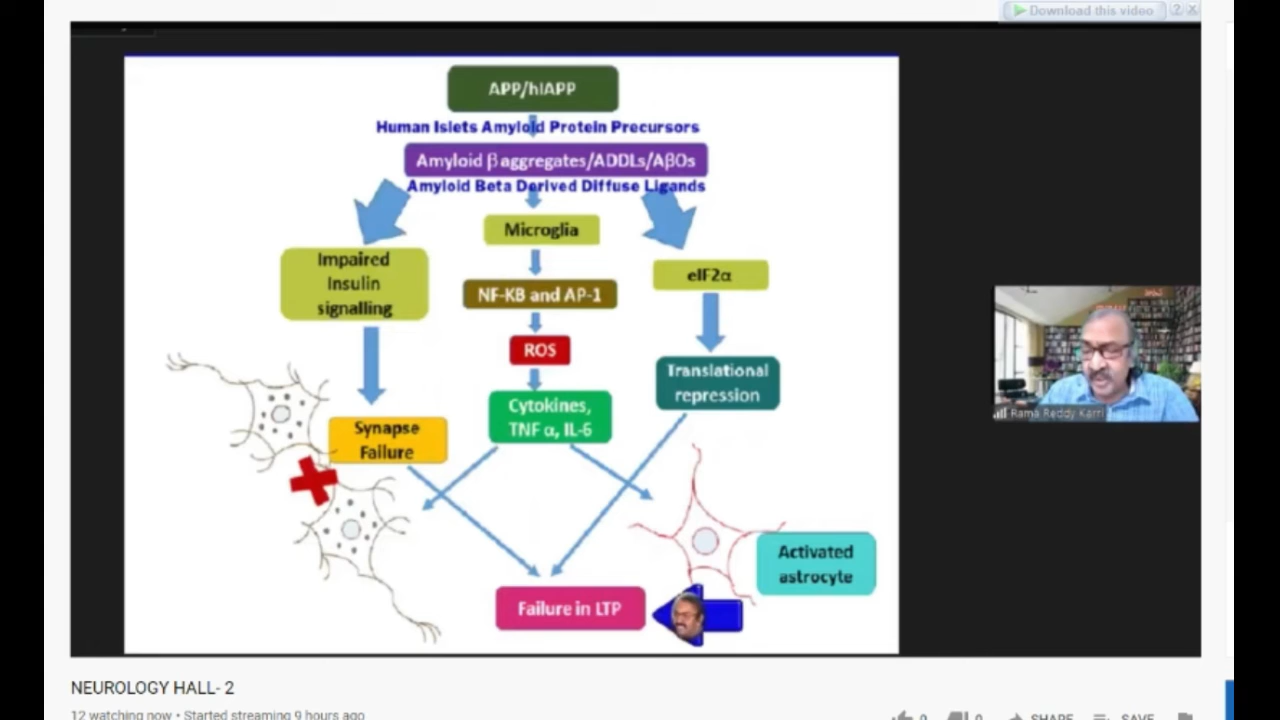 Download this video
?
APP/hIAPP
Human Islets Amyloid Protein Precursors
Amyloid β aggregates/ADDLs/AβOs
Amyloid Beta Derived Diffuse Ligands
Microglia
Impaired
Insulin
signalling
eIF2α
NF-KB and AP-1
ROS
Translational
repression
Cytokines,
TNF α, IL-6
Synapse
Failure
Activated
astrocyte
Failure in LTP
Rama Reddy Karri
NEUROLOGY HALL- 2
12 watching now • Started streaming 9 hours ago
0
0
SHARE
SAVE